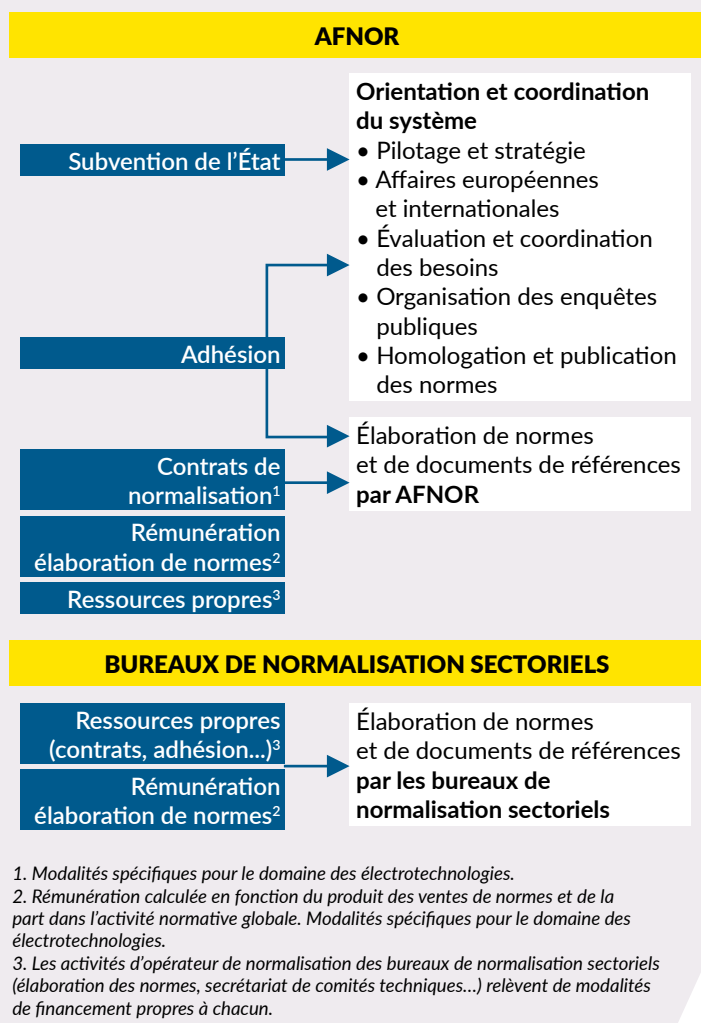 AFNOR
Subvention de l’État
Orientation et coordination
du système
• Pilotage et stratégie
• Affaires européennes
et internationales
• Évaluation et coordination
des besoins
• Organisation des enquêtes
publiques
• Homologation et publication
des normes
Adhésion
Élaboration de normes
et de documents de références
par AFNOR
Contrats de
normalisation¹
Rémunération
élaboration de normes²
Ressources propres³
BUREAUX DE NORMALISATION SECTORIELS
Ressources propres
(contrats, adhésion...)³
Rémunération
élaboration de normes²
Élaboration de normes
et de documents de références
par les bureaux de
normalisation sectoriels
1. Modalités spécifiques pour le domaine des électrotechnologies.
2. Rémunération calculée en fonction du produit des ventes de normes et de la
part dans l’activité normative globale. Modalités spécifiques pour le domaine des
électrotechnologies.
3. Les activités d’opérateur de normalisation des bureaux de normalisation sectoriels
(élaboration des normes, secrétariat de comités techniques...) relèvent de modalités
de financement propres à chacun.